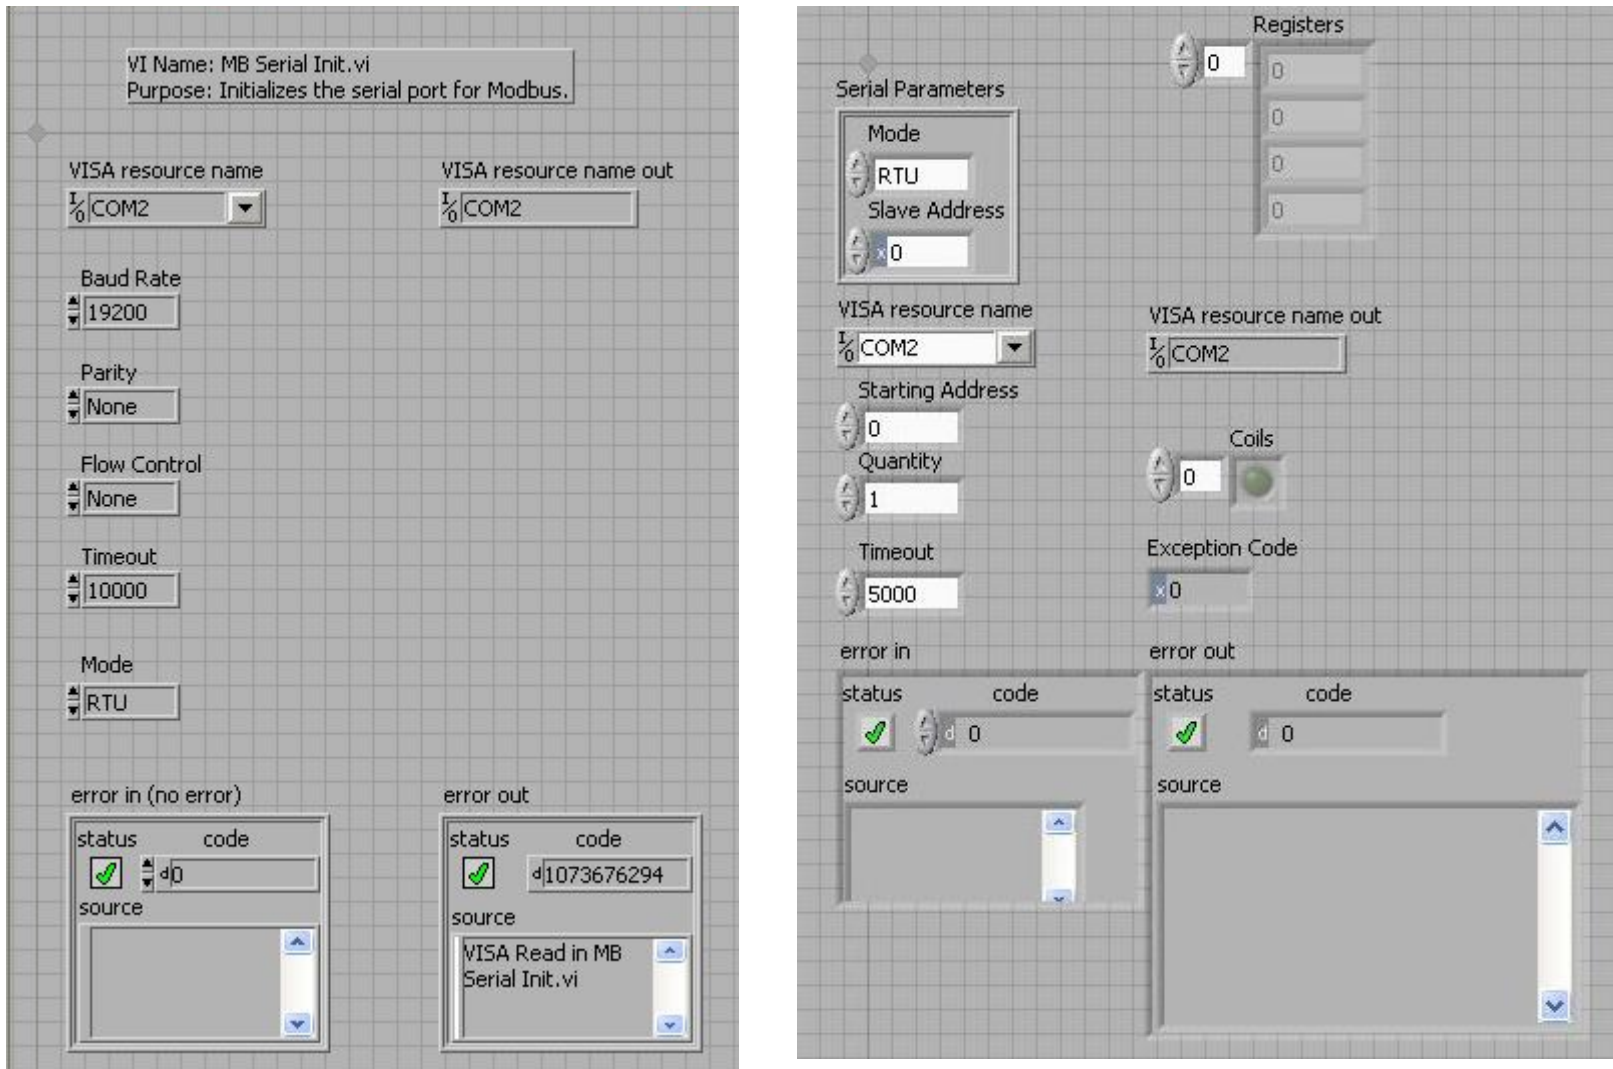 VI Name: MB Serial Init.vi
Purpose: Initializes the serial port for Modbus.
VISA resource name
VISA resource name out
I/O COM2
I/O COM2
Baud Rate
19200
Parity
None
Flow Control
None
Timeout
10000
Mode
RTU
error in (no error)
error out
status code
status code
d 0
d 1073676294
source
source
VISA Read in MB
Serial Init.vi
Registers
0
0
0
0
0
Serial Parameters
Mode
RTU
Slave Address
x 0
VISA resource name
VISA resource name out
I/O COM2
I/O COM2
Starting Address
0
Coils
Quantity
0
1
Timeout
Exception Code
5000
x 0
error in
error out
status code
status code
d 0
d 0
source
source